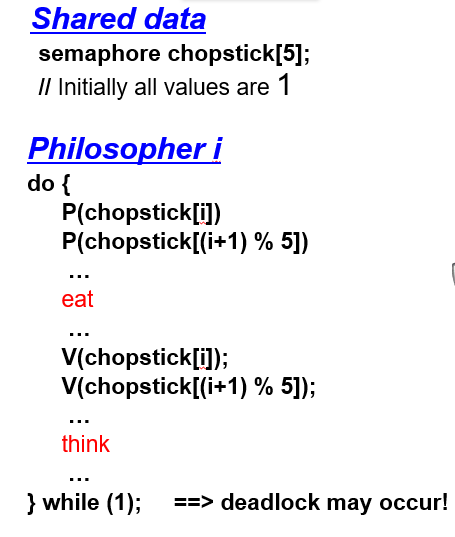 Shared data
semaphore chopstick[5];
// Initially all values are 1
Philosopher i
do {
P(chopstick[i])
P(chopstick[(i+1) % 5])
...
eat
...
V(chopstick[i]);
V(chopstick[(i+1) % 5]);
...
think
...
} while (1); ==> deadlock may occur!